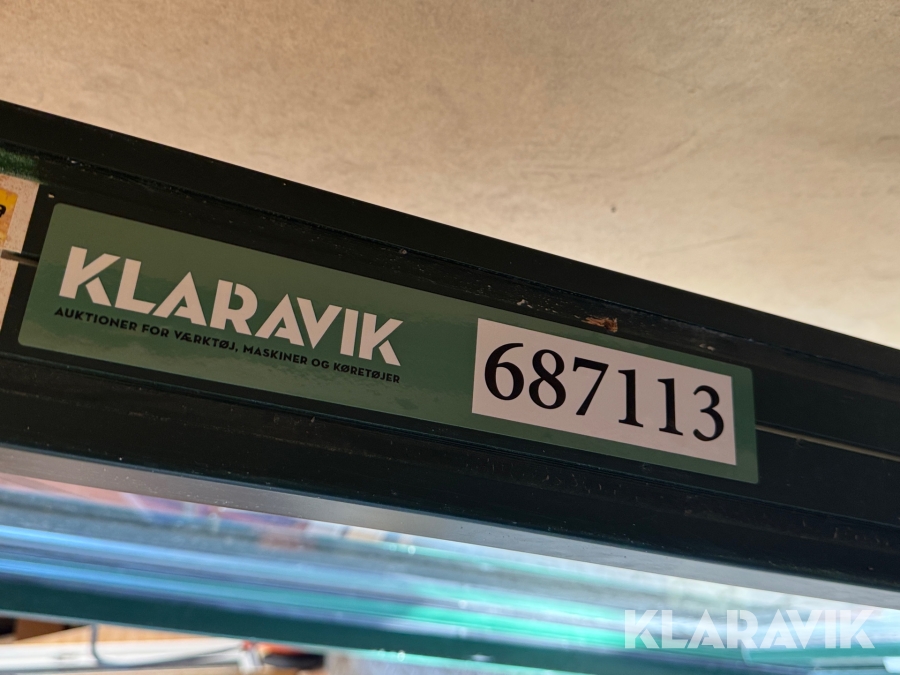 KLARAVIK
AUKTIONER FOR VÆRKTØJ, MASKINER OG KØRETØJER
687113
KLARAVIK